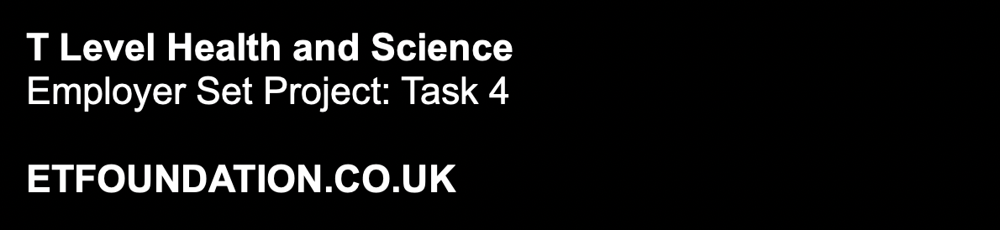 T Level Health and Science
Employer Set Project: Task 4
ETFOUNDATION.CO.UK